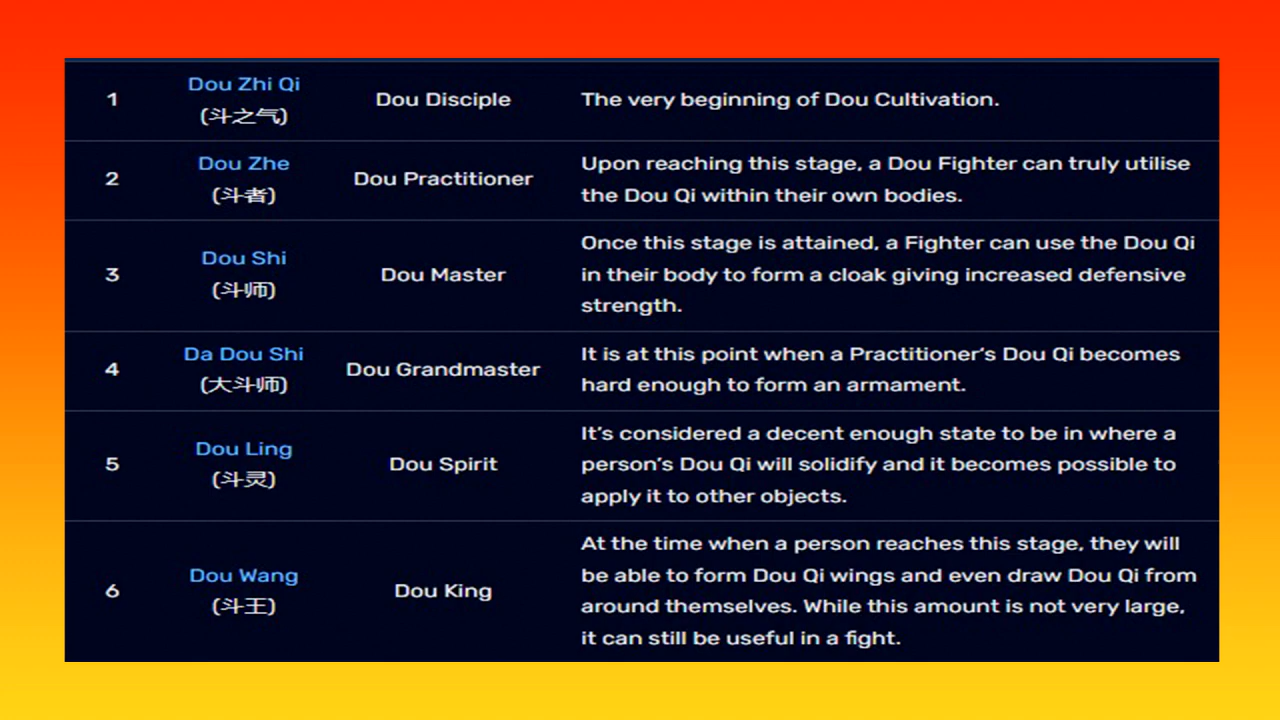 1
Dou Zhi Qi
(斗之气)
Dou Disciple
The very beginning of Dou Cultivation.
2
Dou Zhe
(斗者)
Dou Practitioner
Upon reaching this stage, a Dou Fighter can truly utilise
the Dou Qi within their own bodies.
3
Dou Shi
(斗师)
Dou Master
Once this stage is attained, a Fighter can use the Dou Qi
in their body to form a cloak giving increased defensive
strength.
4
Da Dou Shi
(大斗师)
Dou Grandmaster
It is at this point when a Practitioner's Dou Qi becomes
hard enough to form an armament.
5
Dou Ling
(斗灵)
Dou Spirit
It's considered a decent enough state to be in where a
person's Dou Qi will solidify and it becomes possible to
apply it to other objects.
6
Dou Wang
(斗王)
Dou King
At the time when a person reaches this stage, they will
be able to form Dou Qi wings and even draw Dou Qi from
around themselves. While this amount is not very large,
it can still be useful in a fight.